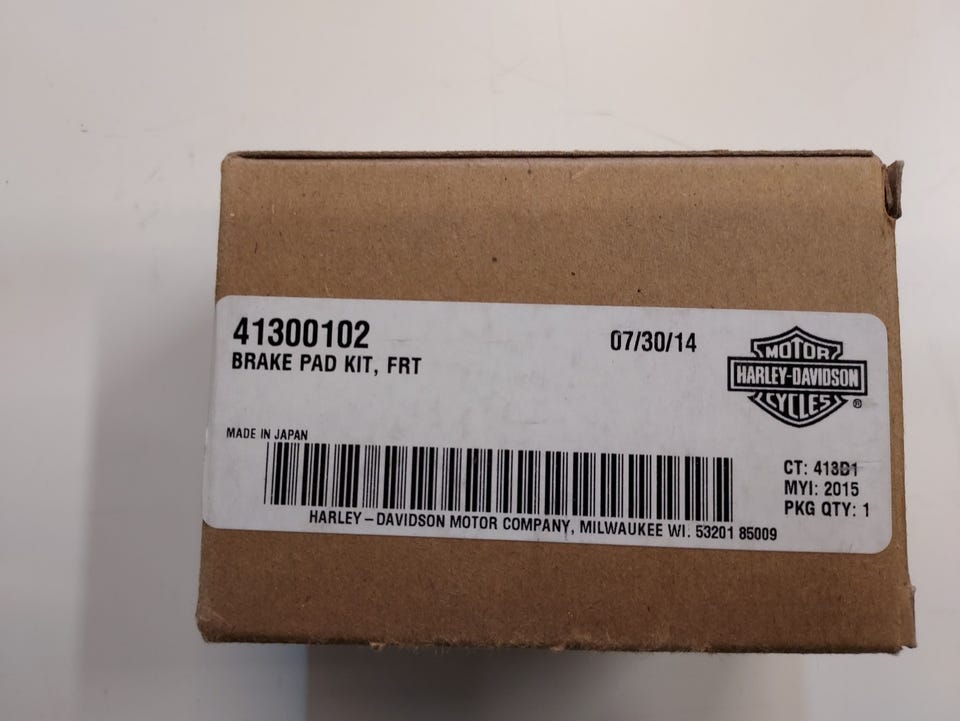 41300102
BRAKE PAD KIT, FRT
07/30/14
MOTOR
HARLEY-DAVIDSON
CYCLES
®
MADE IN JAPAN
CT: 413D1
MYI: 2015
PKG QTY: 1
HARLEY – DAVIDSON MOTOR COMPANY, MILWAUKEE WI. 53201 85009